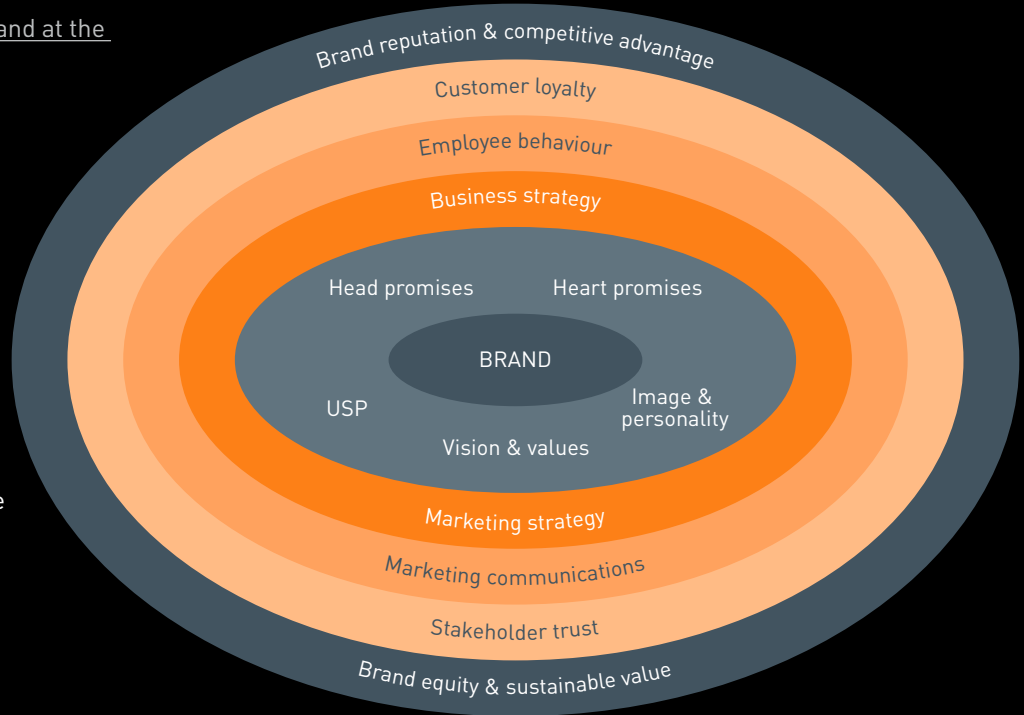 and at the
Brand reputation & competitive advantage
Customer loyalty
Employee behaviour
Business strategy
Head promises
Heart promises
BRAND
USP
Image &
personality
Vision & values
e
Marketing strategy
Marketing communications
Stakeholder trust
Brand equity & sustainable value